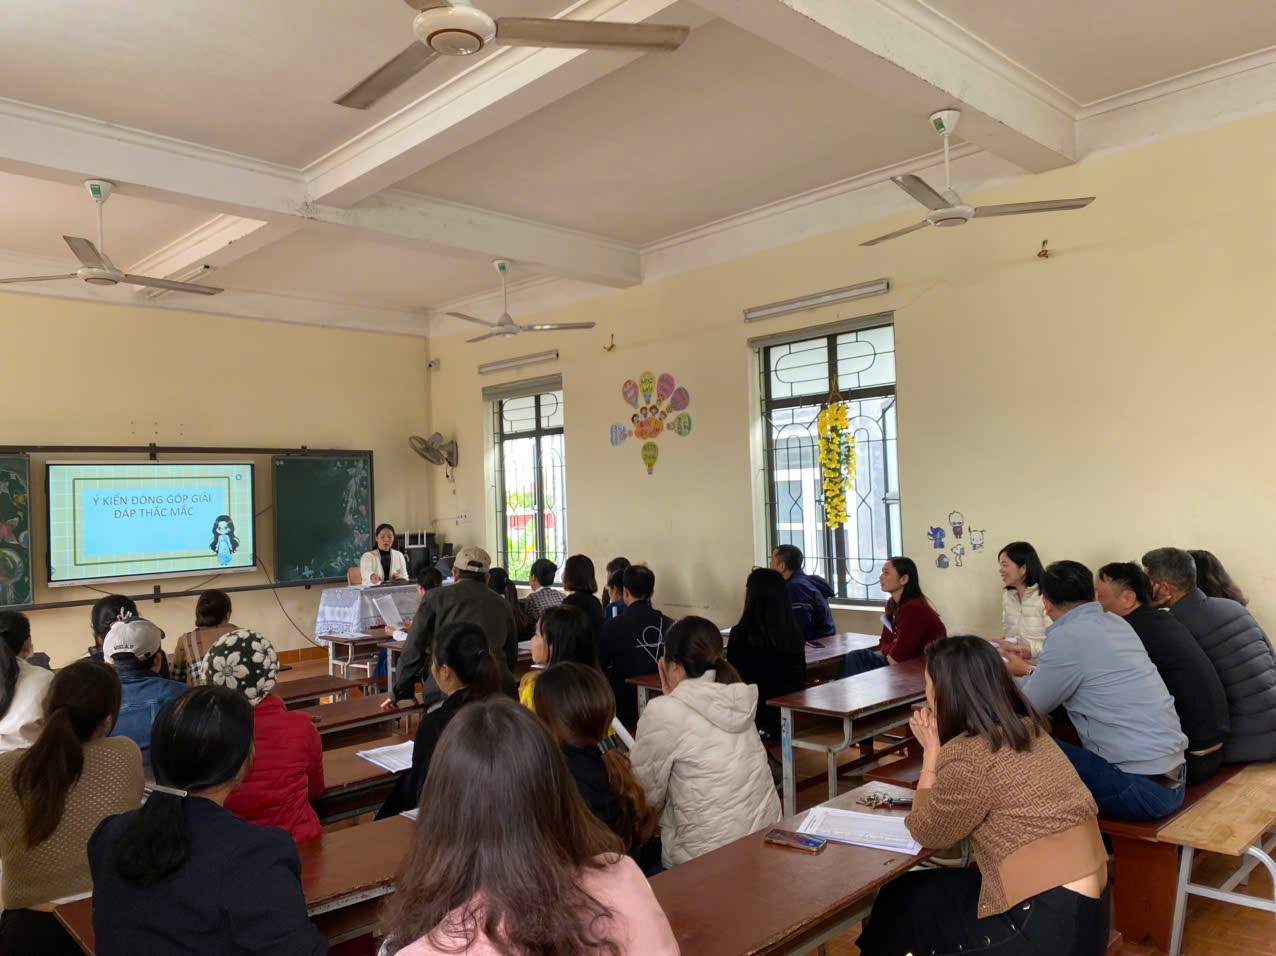 Ý KIẾN ĐÓNG GÓP GIẢI
ĐÁP THẮC MẮC